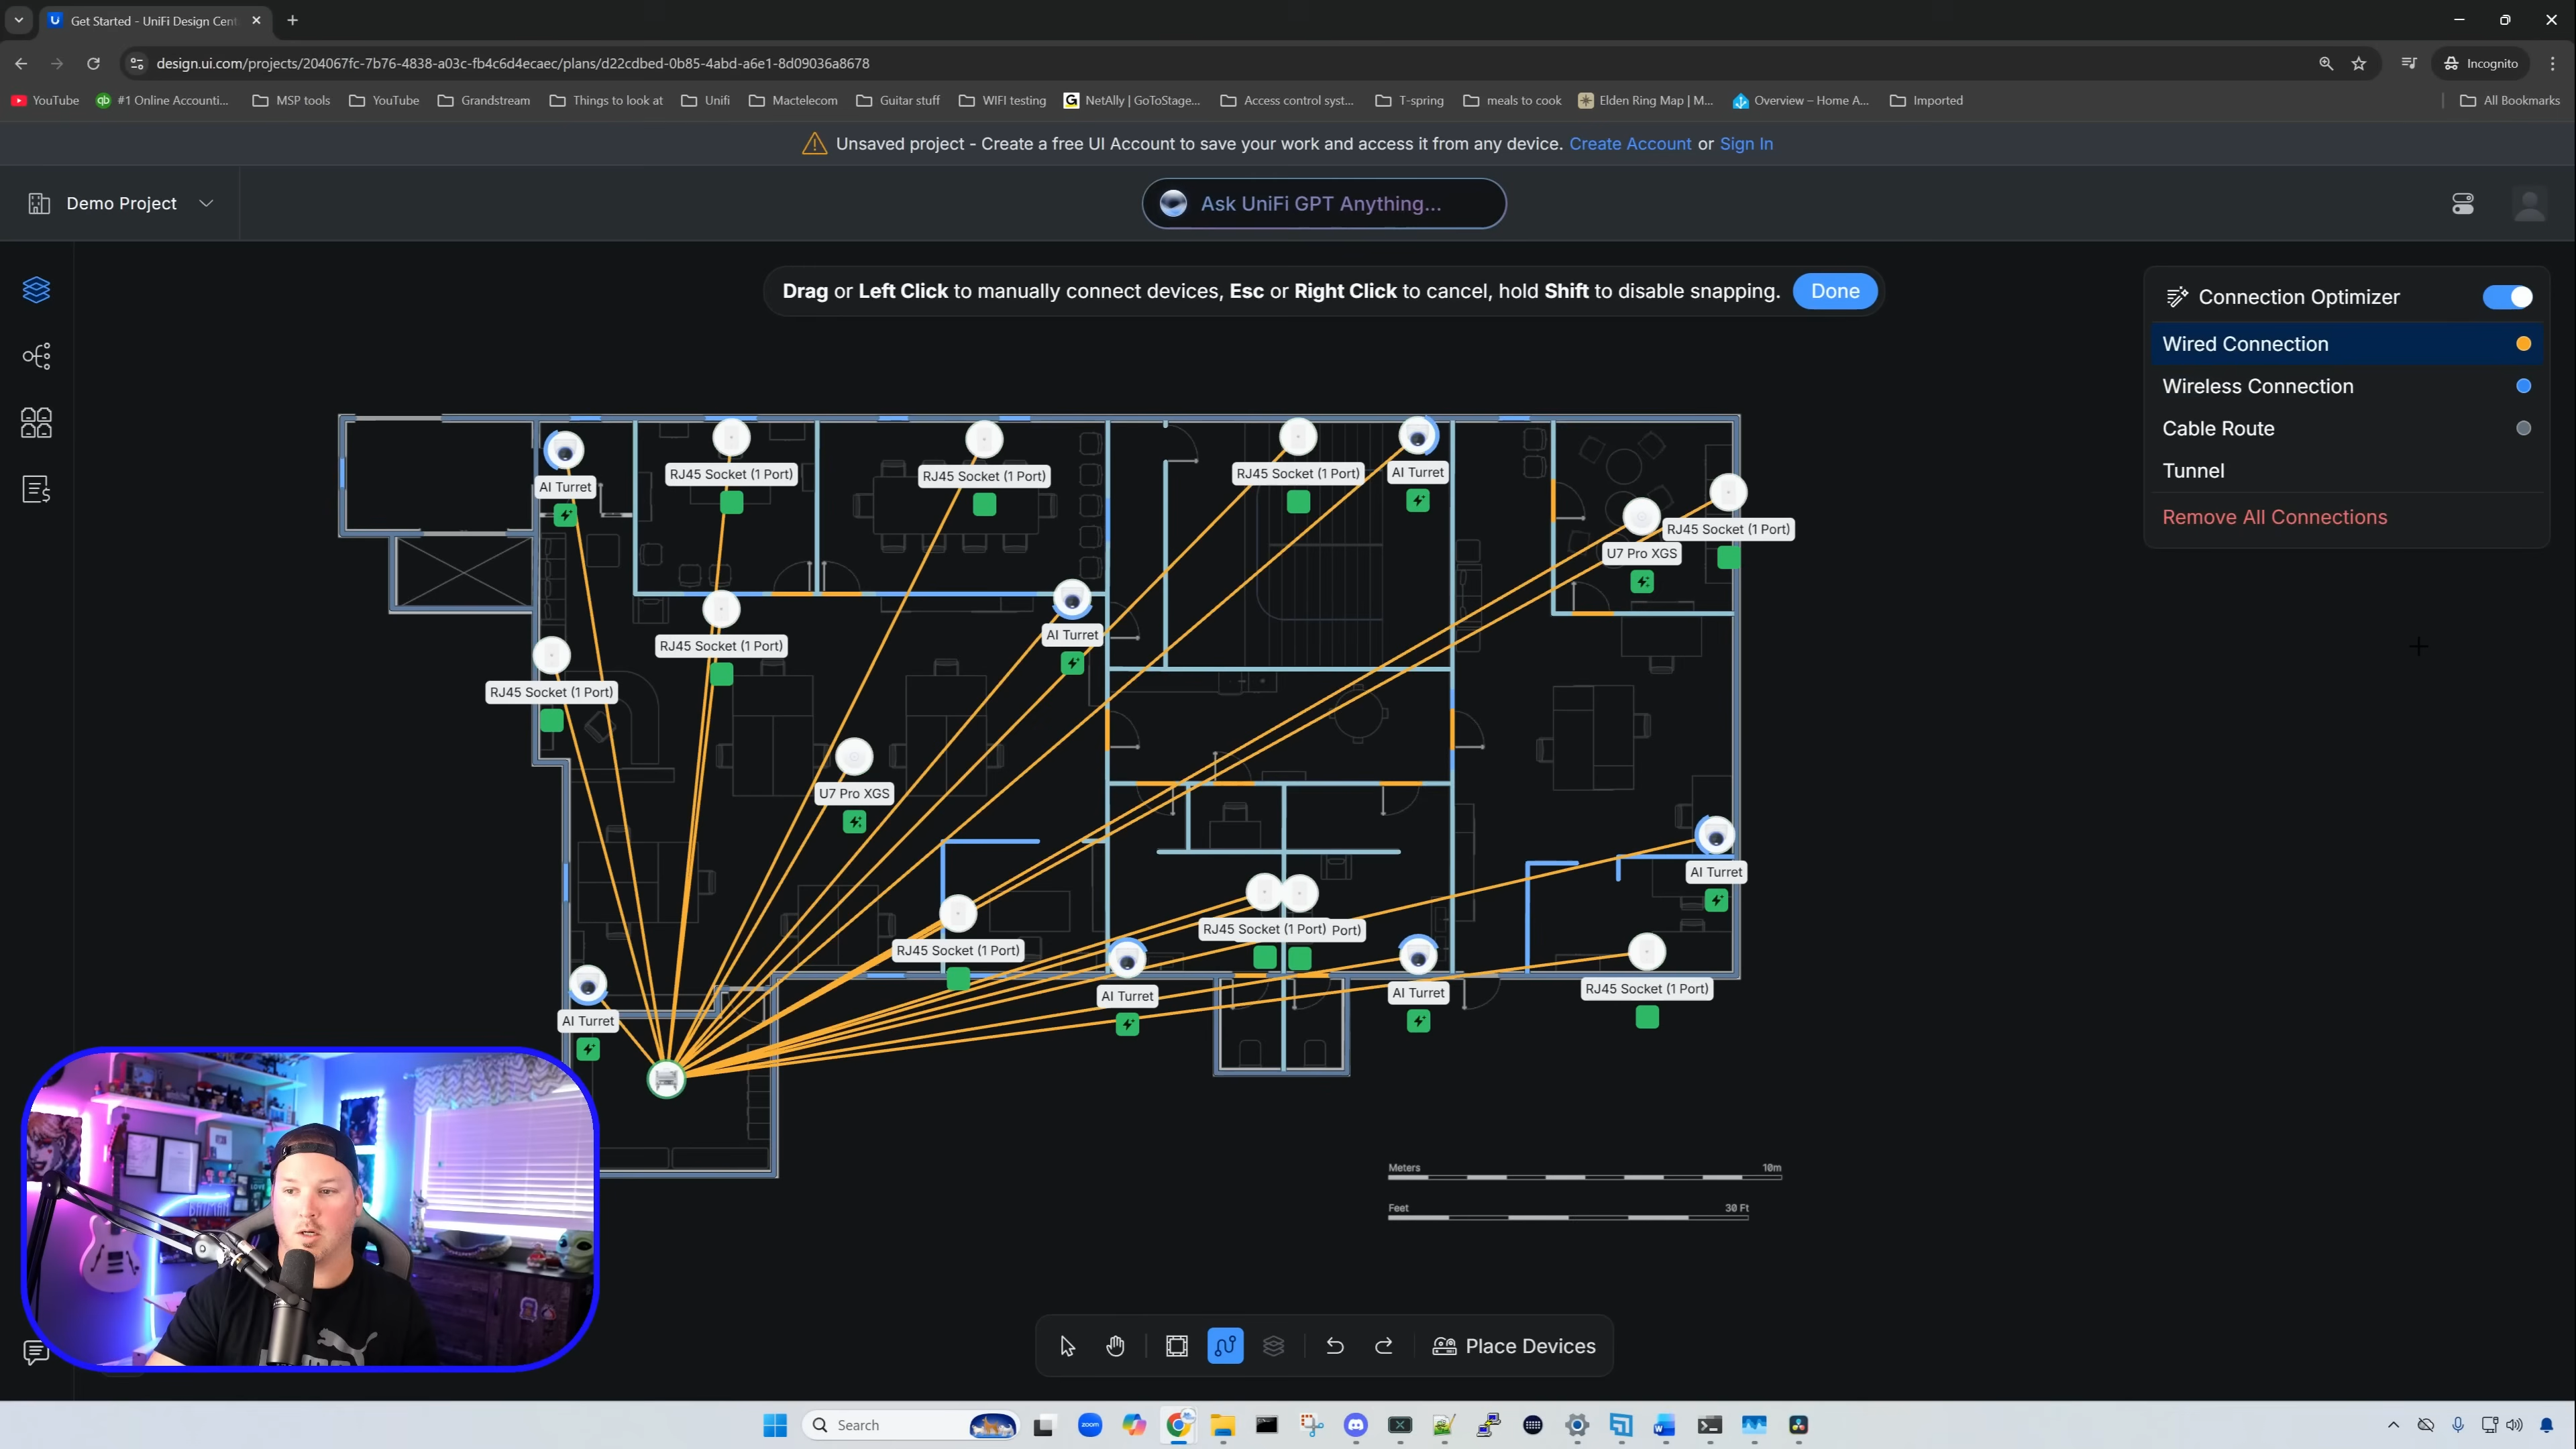 Get Started - UniFi Design Cent
design.ui.com/projects/204067fc-7b76-4838-a03c-fb4c6d4ecaec/plans/d22cdbed-0b85-4abd-a6e1-8d09036a8678
Incognito
YouTube
#1 Online Accounti...
MSP tools
YouTube
Grandstream
Things to look at
Unifi
Mactelecom
Guitar stuff
WIFI testing
NetAlly | GoToStage...
Access control syst...
T-spring
meals to cook
Elden Ring Map | M...
Overview – Home A...
Imported
All Bookmarks
Unsaved project - Create a free UI Account to save your work and access it from any device. Create Account or Sign In
Demo Project
Ask UniFi GPT Anything...
Drag or Left Click to manually connect devices, Esc or Right Click to cancel, hold Shift to disable snapping.
Done
Connection Optimizer
Wired Connection
Wireless Connection
Cable Route
Tunnel
Remove All Connections
AI Turret
RJ45 Socket (1 Port)
RJ45 Socket (1 Port)
RJ45 Socket (1 Port)
AI Turret
RJ45 Socket (1 Port)
U7 Pro XGS
AI Turret
RJ45 Socket (1 Port)
RJ45 Socket (1 Port)
U7 Pro XGS
AI Turret
RJ45 Socket (1 Port)
RJ45 Socket (1 Port)
Port)
AI Turret
AI Turret
RJ45 Socket (1 Port)
AI Turret
Meters
10m
Feet
30 Ft
Place Devices
Search
zoom